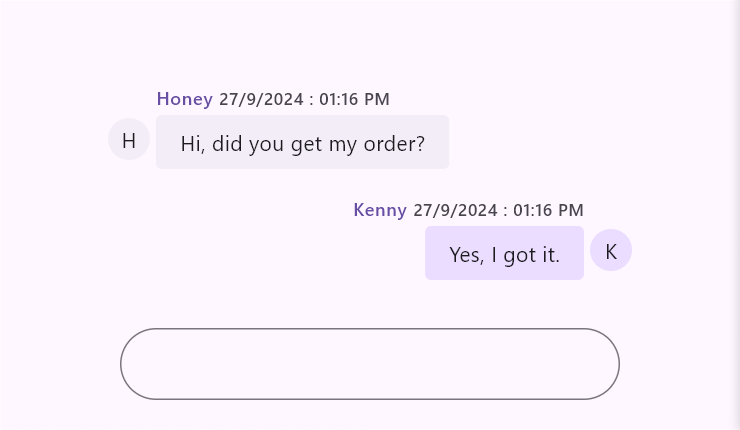 Honey 27/9/2024 : 01:16 PM
H
Hi, did you get my order?
Kenny 27/9/2024 : 01:16 PM
Yes, I got it.
K